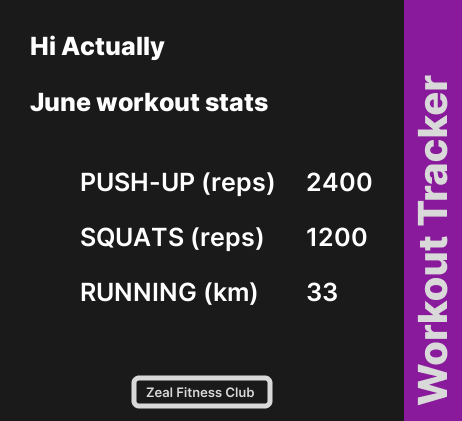 Hi Actually
June workout stats
PUSH-UP (reps) 2400
SQUATS (reps) 1200
RUNNING (km) 33
Zeal Fitness Club
Workout Tracker